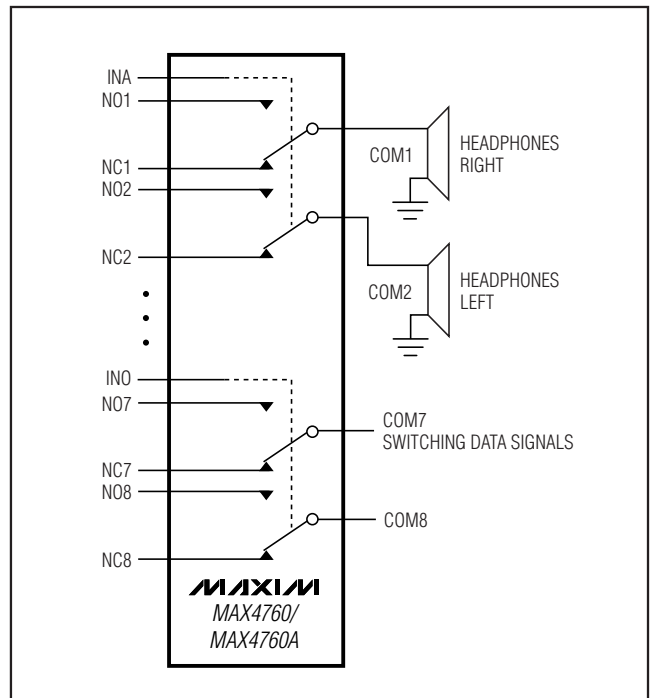 INA
NO1
NC1
NO2
NC2
COM1
HEADPHONES
RIGHT
COM2
HEADPHONES
LEFT
INO
NO7
NC7
NO8
NC8
COM7
SWITCHING DATA SIGNALS
COM8
MAXIM
MAX4760/
MAX4760A